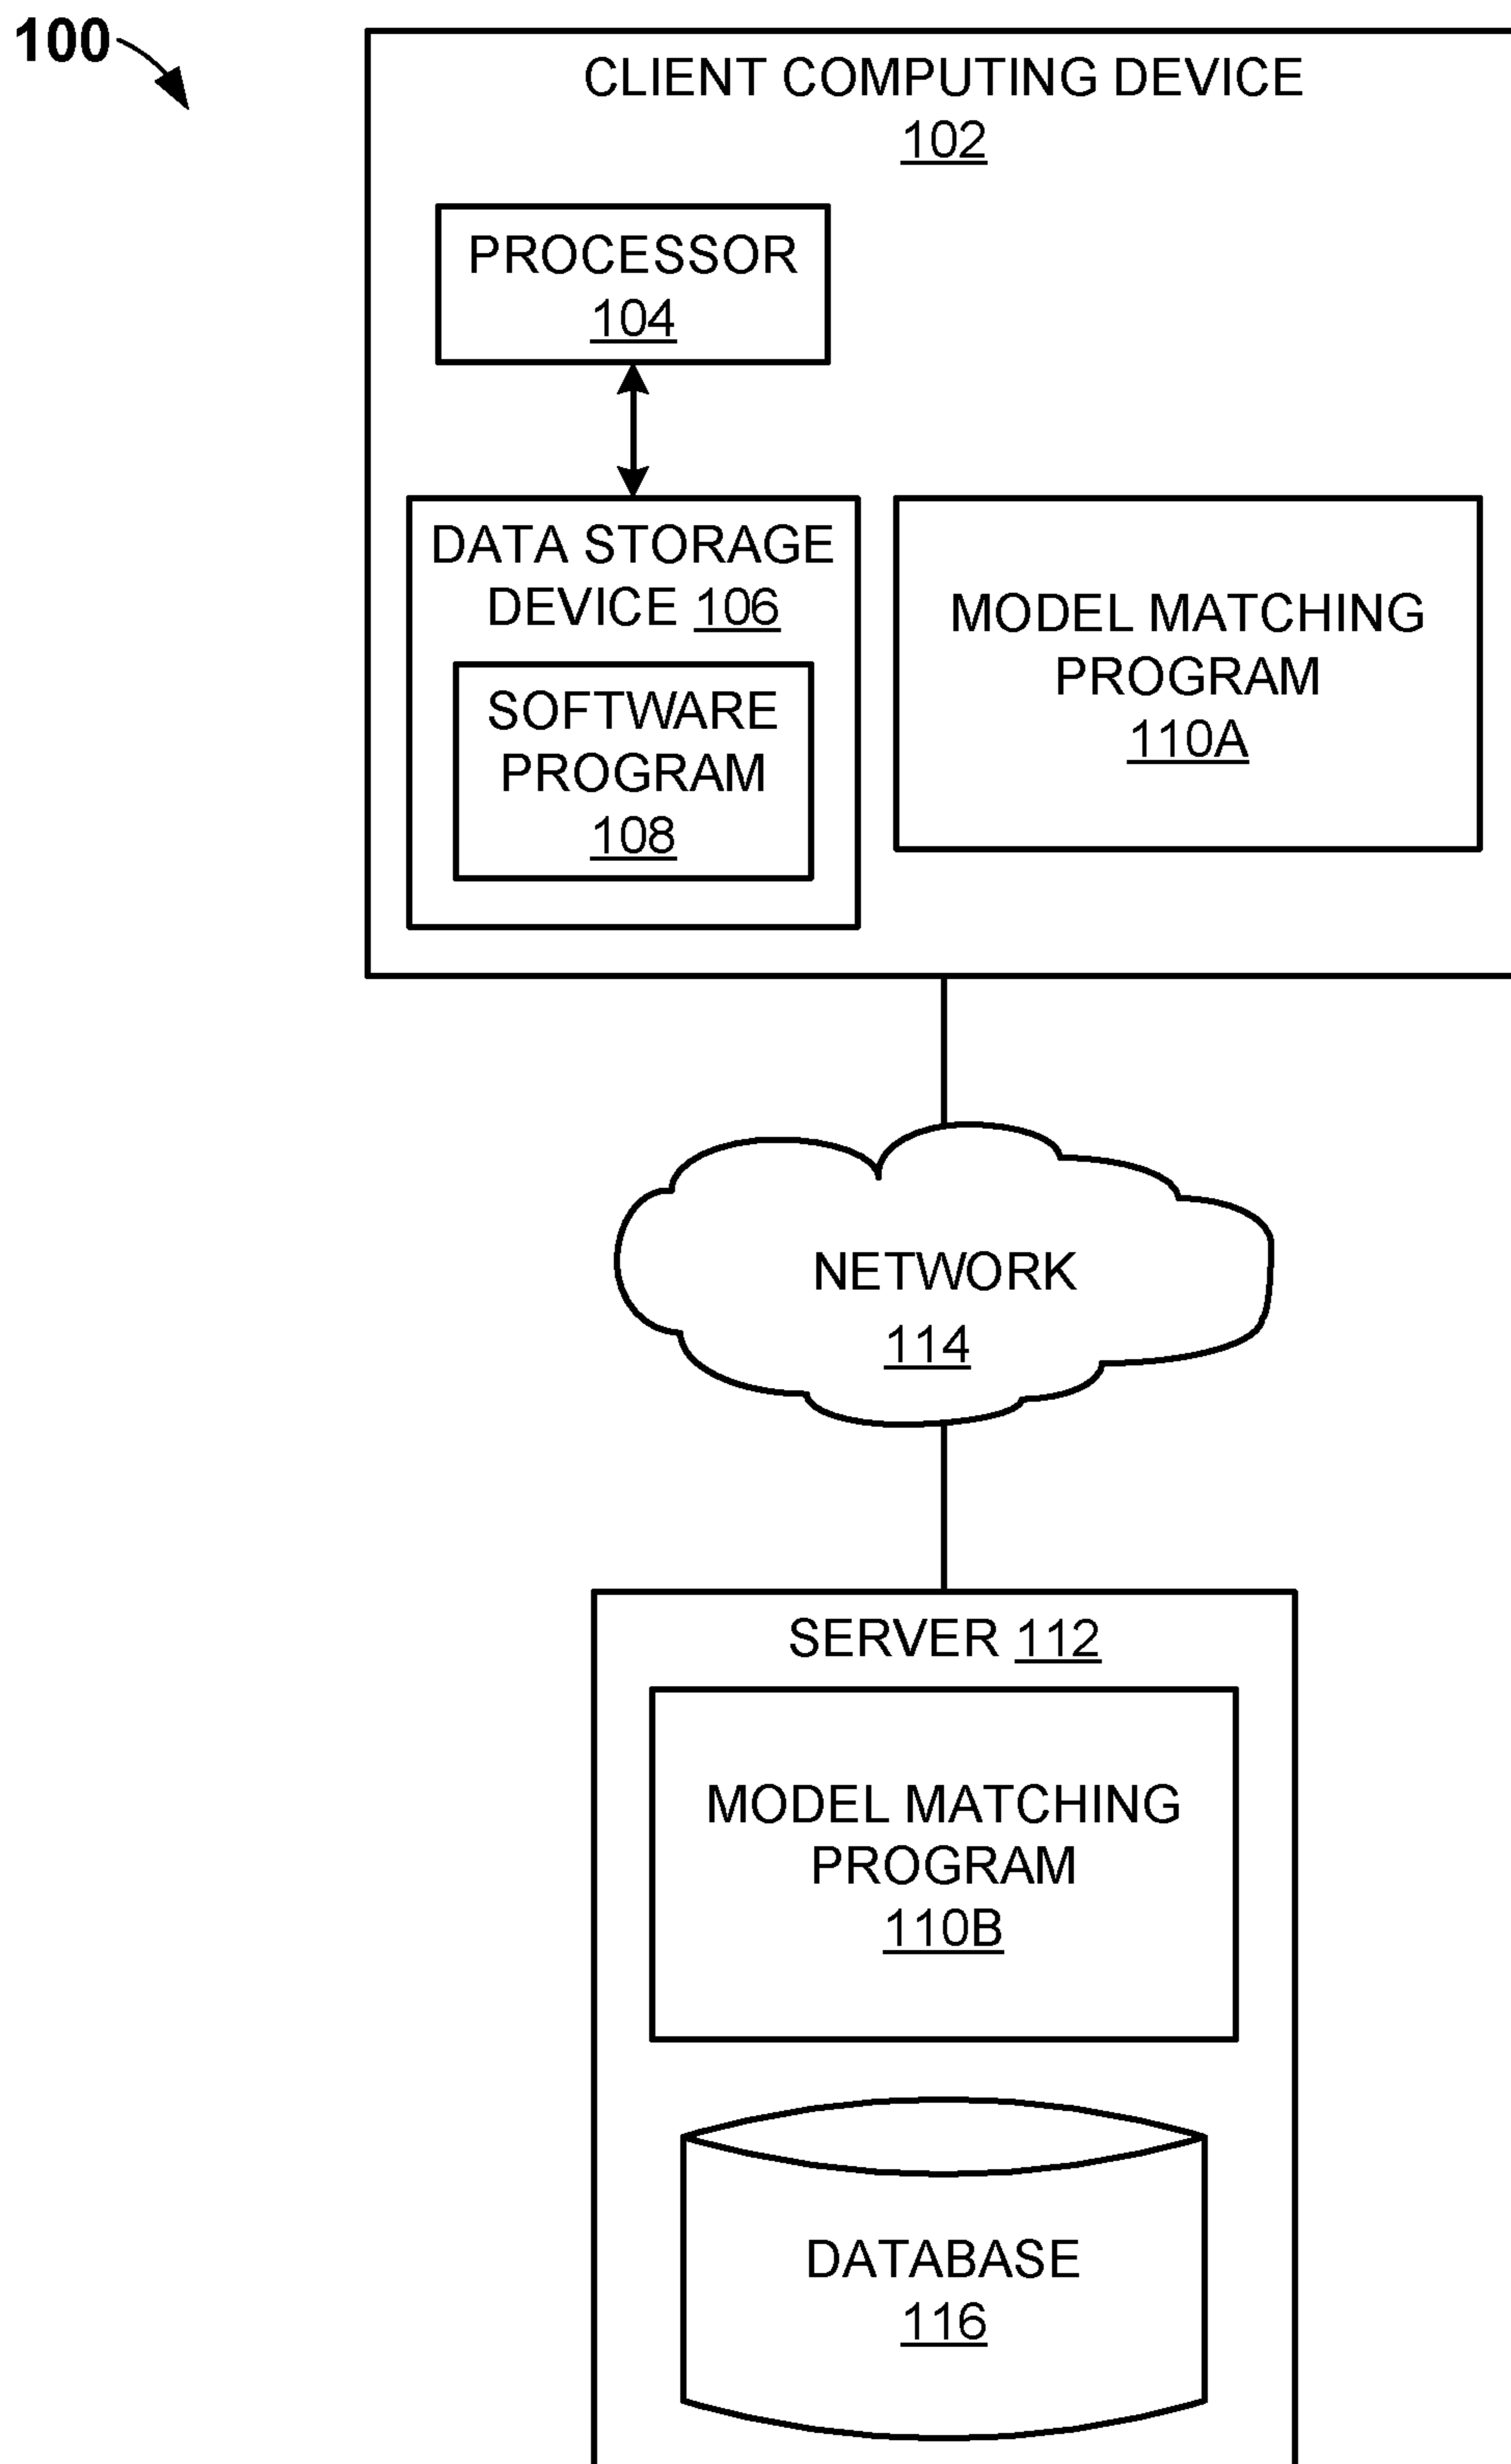 100
CLIENT COMPUTING DEVICE
102
PROCESSOR
104
DATA STORAGE
DEVICE 106
SOFTWARE
PROGRAM
108
MODEL MATCHING
PROGRAM
110A
NETWORK
114
SERVER 112
MODEL MATCHING
PROGRAM
110B
DATABASE
116